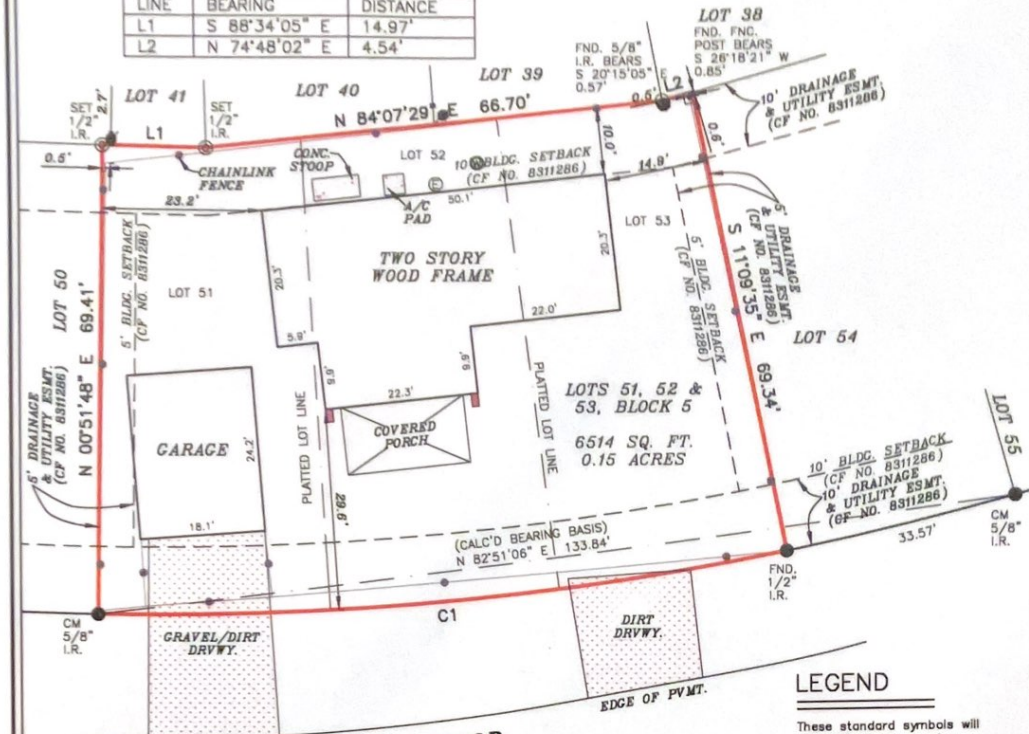 LINE BEARING DISTANCE
L1 S 88°34'05" E 14.97'
L2 N 74°48'02" E 4.54'
LOT 38
FND. FNC.
POST BEARS
S 26°18'21" W
0.85'
FND. 5/8"
I.R. BEARS
S 20°15'05" E
0.57'
LOT 39
LOT 40
LOT 41
SET
1/2"
I.R.
2.7'
L1
SET
1/2"
I.R.
N 84°07'29" E 66.70'
0.5'
L2
10' DRAINAGE
& UTILITY ESMT.
(CF NO. 8311286)
0.6'
10.0'
14.9'
0.5'
CHAINLINK
FENCE
CONC.
STOOP
LOT 52
10' BLDG. SETBACK
(CF NO. 8311286)
E
A/C
PAD
50.1'
23.2'
LOT 53
5' DRAINAGE
& UTILITY ESMT.
(CF NO. 8311286)
S 11°09'35" E 69.34'
5' BLDG. SETBACK
(CF NO. 8311286)
LOT 50
N 00°51'48" E 69.41'
5' BLDG. SETBACK
(CF NO. 8311286)
LOT 51
20.3'
TWO STORY
WOOD FRAME
20.3'
22.0'
5.9'
9.9'
9.9'
22.3'
LOT 54
5' DRAINAGE
& UTILITY ESMT.
(CF NO. 8311286)
GARAGE
24.2'
18.1'
PLATTED LOT LINE
COVERED
PORCH
PLATTED LOT LINE
LOTS 51, 52 &
53, BLOCK 5
6514 SQ. FT.
0.15 ACRES
LOT 55
10' BLDG. SETBACK
(CF NO. 8311286)
10' DRAINAGE
& UTILITY ESMT.
(CF NO. 8311286)
29.6'
(CALC'D BEARING BASIS)
N 82°51'06" E 133.84'
33.57'
CM
5/8"
I.R.
FND.
1/2"
I.R.
CM
5/8"
I.R.
C1
GRAVEL/DIRT
DRVWY.
DIRT
DRVWY.
EDGE OF PVMT.
LEGEND
These standard symbols will